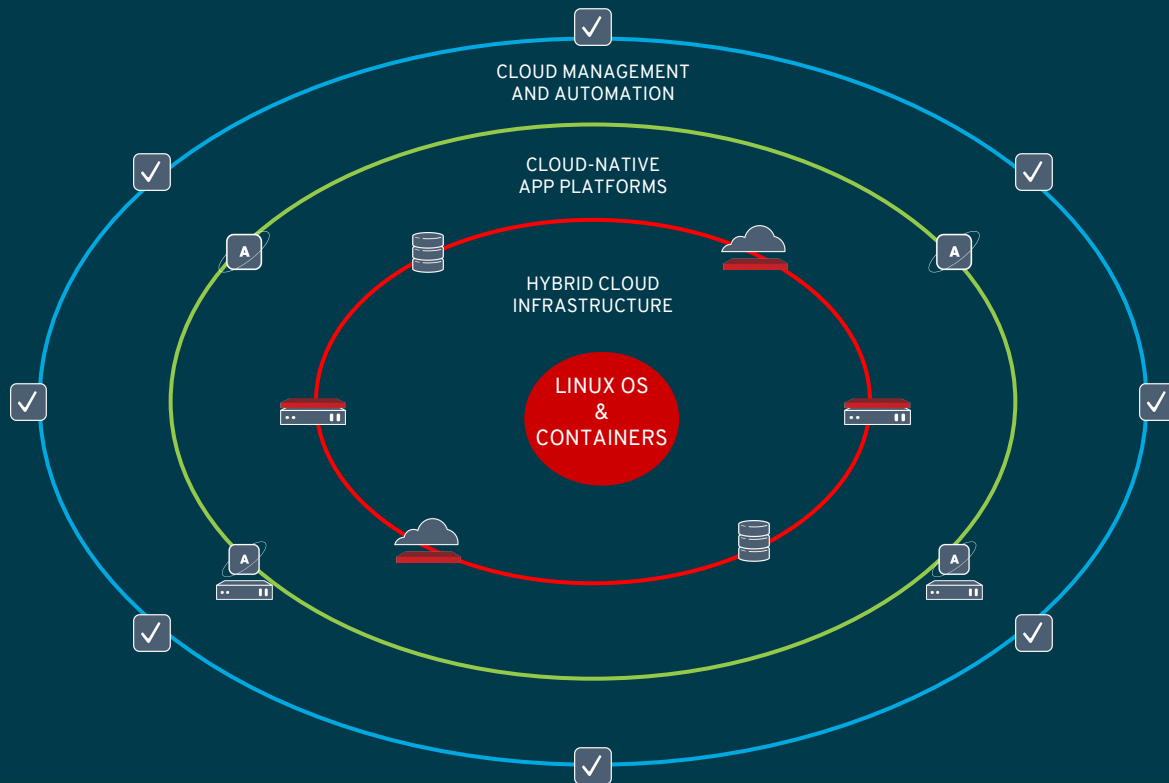 CLOUD MANAGEMENT
AND AUTOMATION
CLOUD-NATIVE
APP PLATFORMS
A
A
HYBRID CLOUD
INFRASTRUCTURE
LINUX OS
&
CONTAINERS
A
A